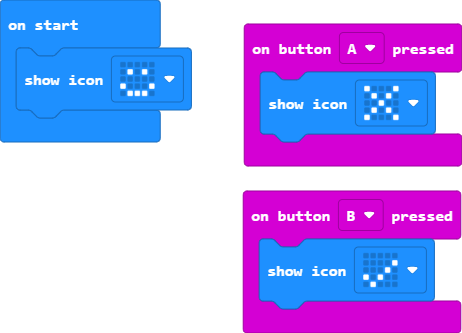 on start
show icon
on button A pressed
show icon
on button B pressed
show icon